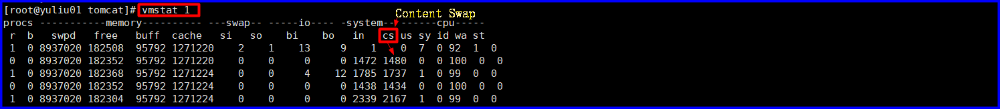 [root@yuliu01 tomcat]# vmstat 1
Content Swap
procs -----------memory---------- ---swap-- -----io---- -system-- ------cpu-----
r b swpd free buff cache si so bi bo in cs us sy id wa st
1 0 8937020 182508 95792 1271220 2 1 13 9 1 0 7 0 92 1 0
0 0 8937020 182352 95792 1271220 0 0 0 0 1472 1480 0 0 100 0 0
1 0 8937020 182368 95792 1271224 0 0 4 12 1785 1737 1 0 99 0 0
0 0 8937020 182352 95792 1271224 0 0 0 0 1438 1434 0 0 100 0 0
1 0 8937020 182304 95792 1271224 0 0 0 0 2339 2167 1 0 99 0 0